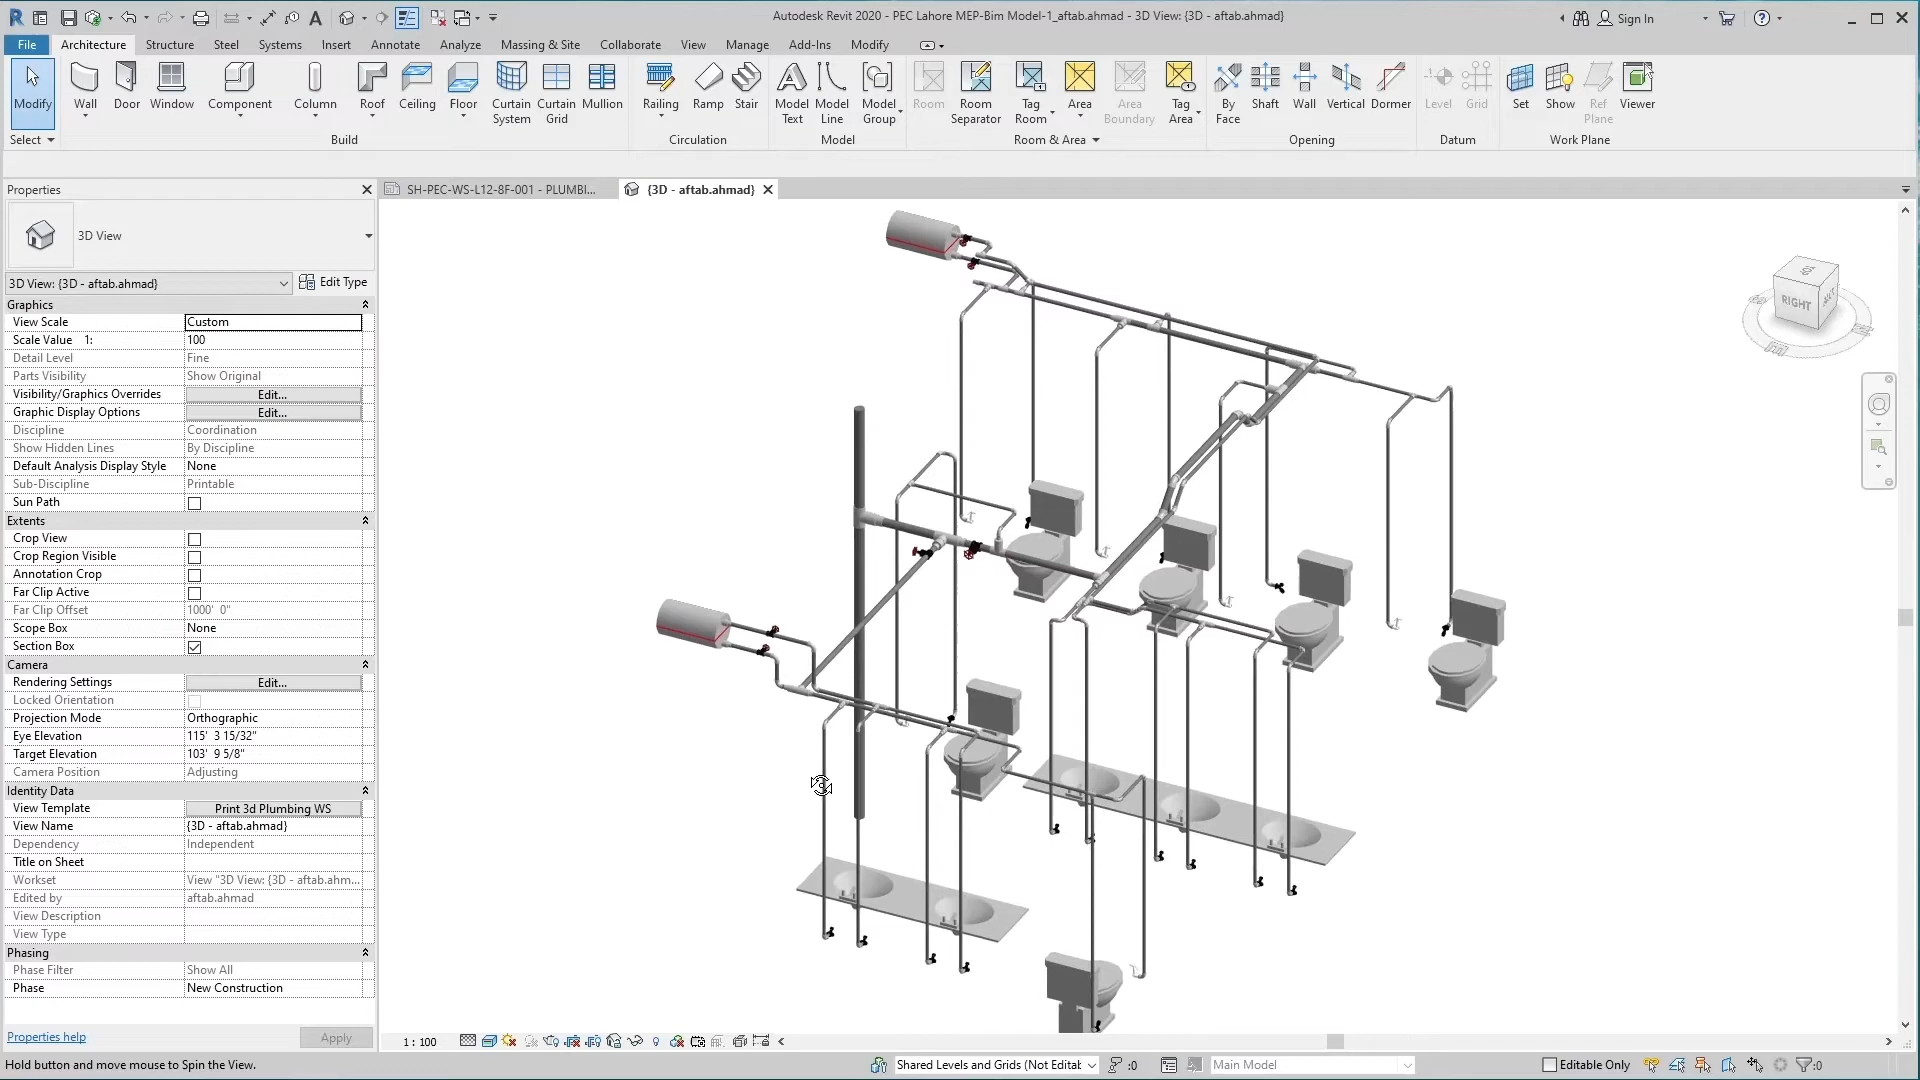 Autodesk Revit 2020 - PEC Lahore MEP-Bim Model-1_aftab.ahmad - 3D View: {3D - aftab.ahmad}
Sign In
File Architecture Structure Steel Systems Insert Annotate Analyze Massing & Site Collaborate View Manage Add-Ins Modify
Modify Wall Door Window Component Column Roof Ceiling Floor Curtain System Curtain Grid Mullion Railing Ramp Stair Model Text Model Line Model Group Room Room Separator Tag Room Area Area Boundary Tag Area By Face Shaft Wall Vertical Dormer Level Grid Set Show Ref Plane Viewer
Select Build Circulation Model Room & Area Opening Datum Work Plane
Properties
SH-PEC-WS-L12-8F-001 - PLUMBI... {3D - aftab.ahmad}
3D View
3D View: {3D - aftab.ahmad} Edit Type
Graphics
View Scale Custom
Scale Value 1: 100
Detail Level Fine
Parts Visibility Show Original
Visibility/Graphics Overrides Edit...
Graphic Display Options Edit...
Discipline Coordination
Show Hidden Lines By Discipline
Default Analysis Display Style None
Sub-Discipline Printable
Sun Path
Extents
Crop View
Crop Region Visible
Annotation Crop
Far Clip Active
Far Clip Offset 1000' 0"
Scope Box None
Section Box
Camera
Rendering Settings Edit...
Locked Orientation
Projection Mode Orthographic
Eye Elevation 115' 3 15/32"
Target Elevation 103' 9 5/8"
Camera Position Adjusting
Identity Data
View Template Print 3d Plumbing WS
View Name {3D - aftab.ahmad}
Dependency Independent
Title on Sheet
Workset View "3D View: {3D - aftab.ahm...
Edited by aftab.ahmad
View Description
View Type
Phasing
Phase Filter Show All
Phase New Construction
Properties help Apply
RIGHT
1 : 100
Hold button and move mouse to Spin the View.
Shared Levels and Grids (Not Editat
:0
Main Model
Editable Only
:0